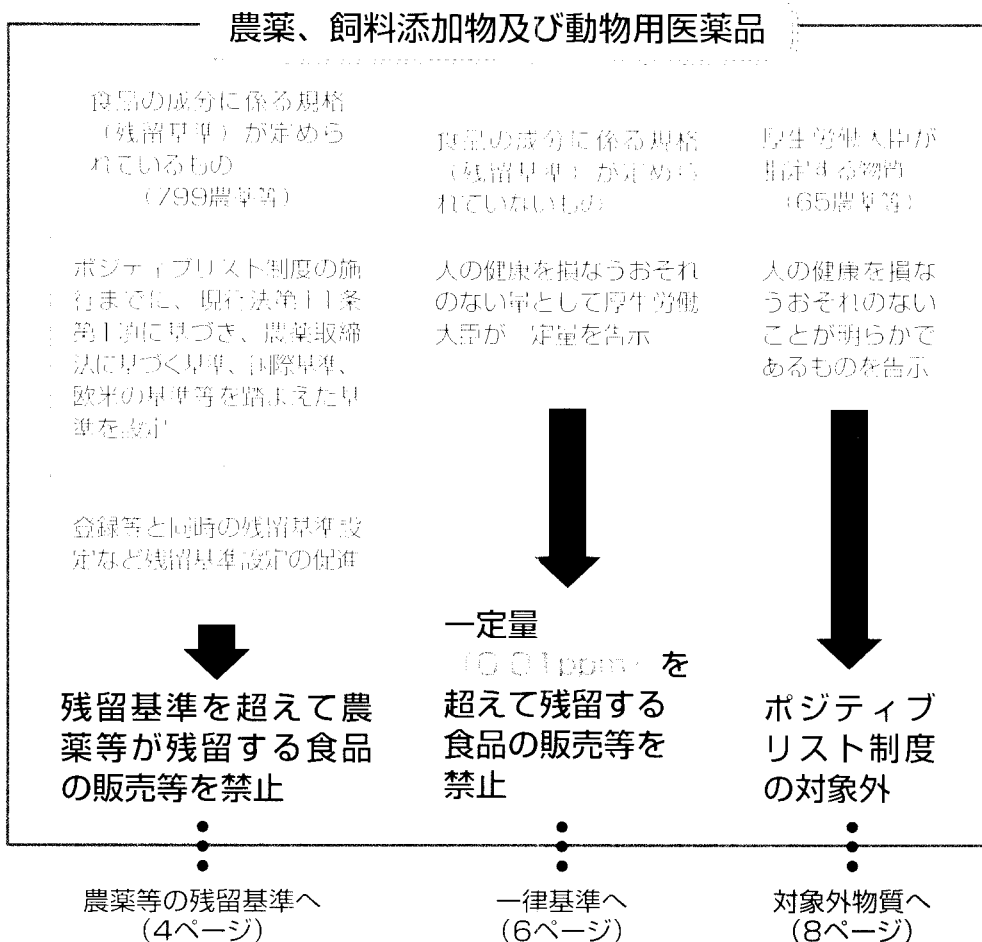 農薬、飼料添加物及び動物用医薬品
食品の成分に係る規格
（残留基準）が定めら
れているもの
（799農薬等）
ポジティブリスト制度の施
行までに、現行法第11条
第1項に基づき、農薬取締
法に基づく基準、国際基準、
欧米の基準等を踏まえた基
準を設定
登録等と同時の残留基準設
定など残留基準設定の促進
残留基準を超えて農
薬等が残留する食品
の販売等を禁止
農薬等の残留基準へ
（4ページ）
食品の成分に係る規格
（残留基準）が定めら
れていないもの
人の健康を損なうおそれ
のない量として厚生労働
大臣が一定量を告示
一定量
（0.01ppm）を
超えて残留する
食品の販売等を
禁止
一律基準へ
（6ページ）
厚生労働大臣が
指定する物質
（65農薬等）
人の健康を損な
うおそれのない
ことが明らかで
あるものを告示
ポジティブ
リスト制度
の対象外
対象外物質へ
（8ページ）